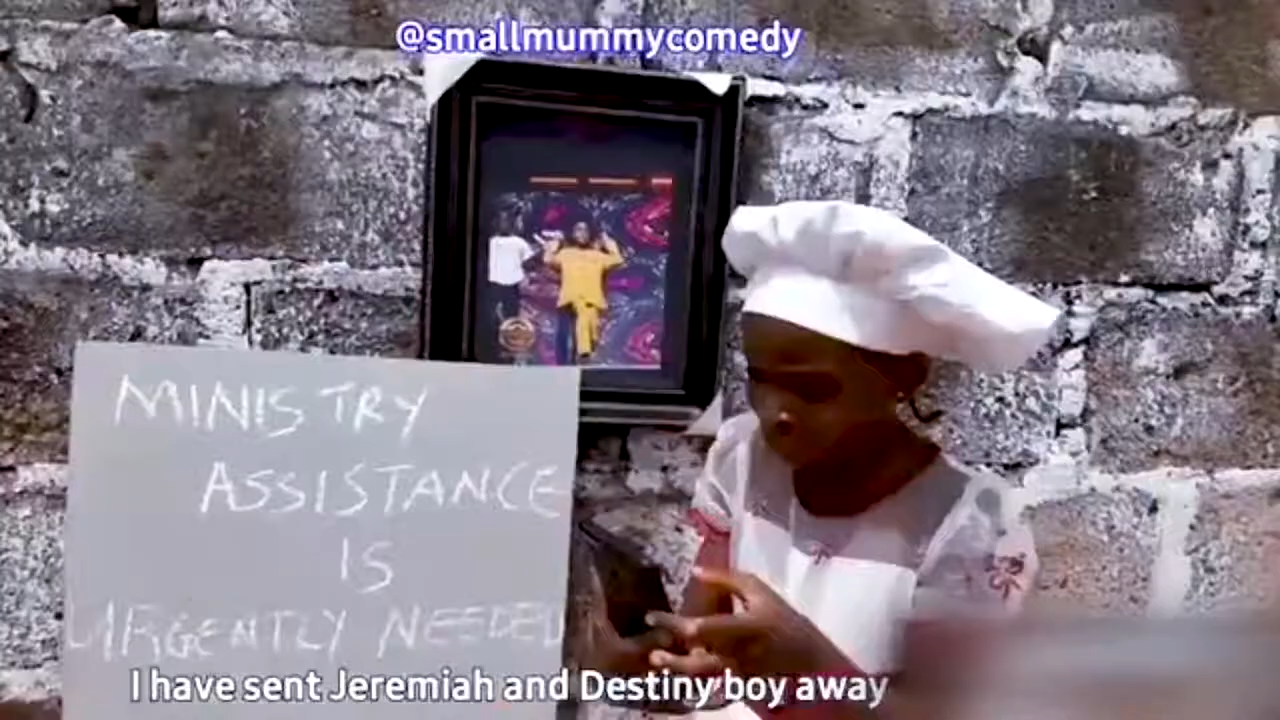 @smallmummycomedy
MINISTRY
ASSISTANCE
IS
URGENTLY NEEDED
I have sent Jeremiah and Destiny boy away